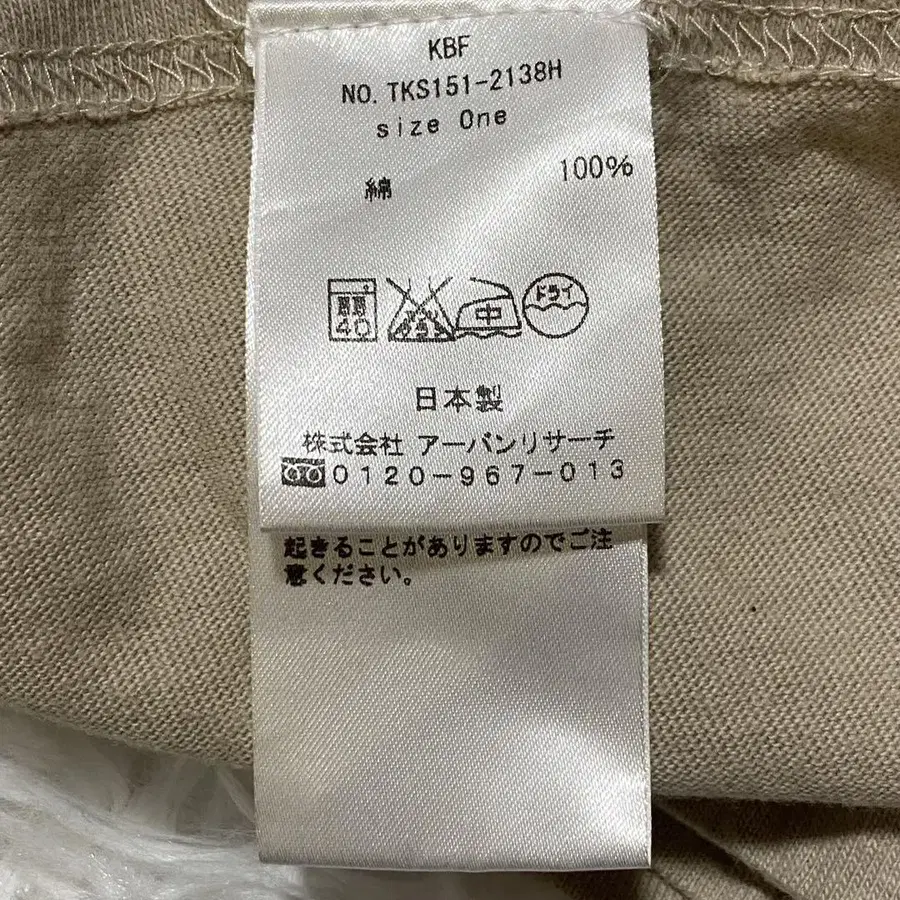 KBF
NO. TKS151-2138H
size One
綿 100%
40 中 ドライ
日本製
株式会社 アーバンリサーチ
0120-967-013
起きることがありますのでご注
意ください。